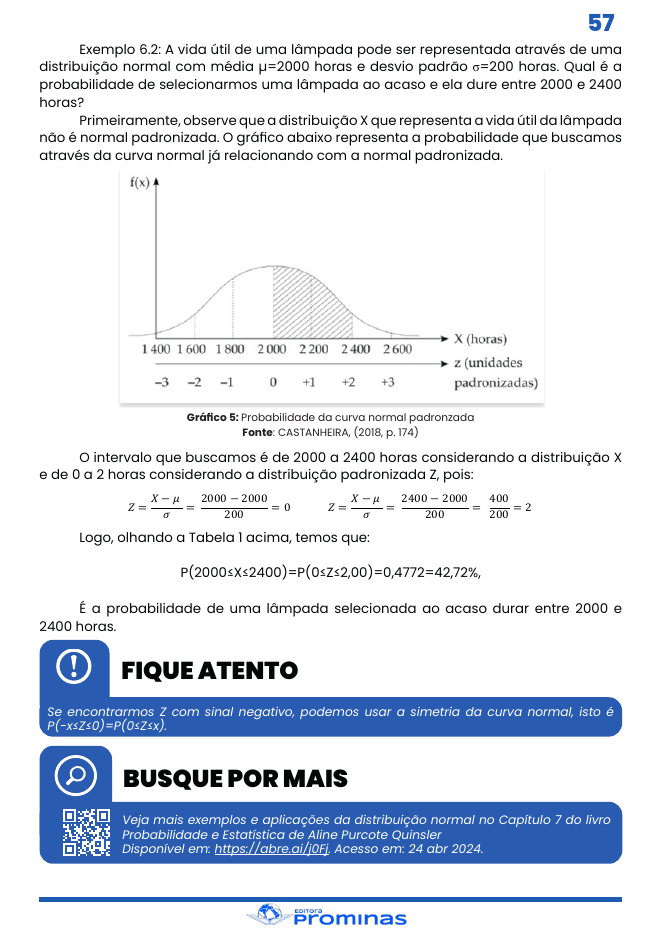 57
Exemplo 6.2: A vida útil de uma lâmpada pode ser representada através de uma
distribuição normal com média μ=2000 horas e desvio padrão σ=200 horas. Qual é a
probabilidade de selecionarmos uma lâmpada ao acaso e ela dure entre 2000 e 2400
horas?
Primeiramente, observe que a distribuição X que representa a vida útil da lâmpada
não é normal padronizada. O gráfico abaixo representa a probabilidade que buscamos
através da curva normal já relacionando com a normal padronizada.
f(x)
X (horas)
1 400 1 600 1 800 2 000 2 200 2 400 2 600
z (unidades
−3 −2 −1 0 +1 +2 +3 padronizadas)
Gráfico 5: Probabilidade da curva normal padronzada
Fonte: CASTANHEIRA, (2018, p. 174)
O intervalo que buscamos é de 2000 a 2400 horas considerando a distribuição X
e de 0 a 2 horas considerando a distribuição padronizada Z, pois:
Z = (X − μ)/σ = (2000 − 2000)/200 = 0 Z = (X − μ)/σ = (2400 − 2000)/200 = 400/200 = 2
Logo, olhando a Tabela 1 acima, temos que:
P(2000≤X≤2400)=P(0≤Z≤2,00)=0,4772=42,72%,
É a probabilidade de uma lâmpada selecionada ao acaso durar entre 2000 e
2400 horas.
FIQUE ATENTO
Se encontrarmos Z com sinal negativo, podemos usar a simetria da curva normal, isto é
P(-x≤Z≤0)=P(0≤Z≤x).
BUSQUE POR MAIS
Veja mais exemplos e aplicações da distribuição normal no Capítulo 7 do livro
Probabilidade e Estatística de Aline Purcote Quinsler
Disponível em: https://abre.ai/j0Fj. Acesso em: 24 abr 2024.
EDITORA
PROMINAS